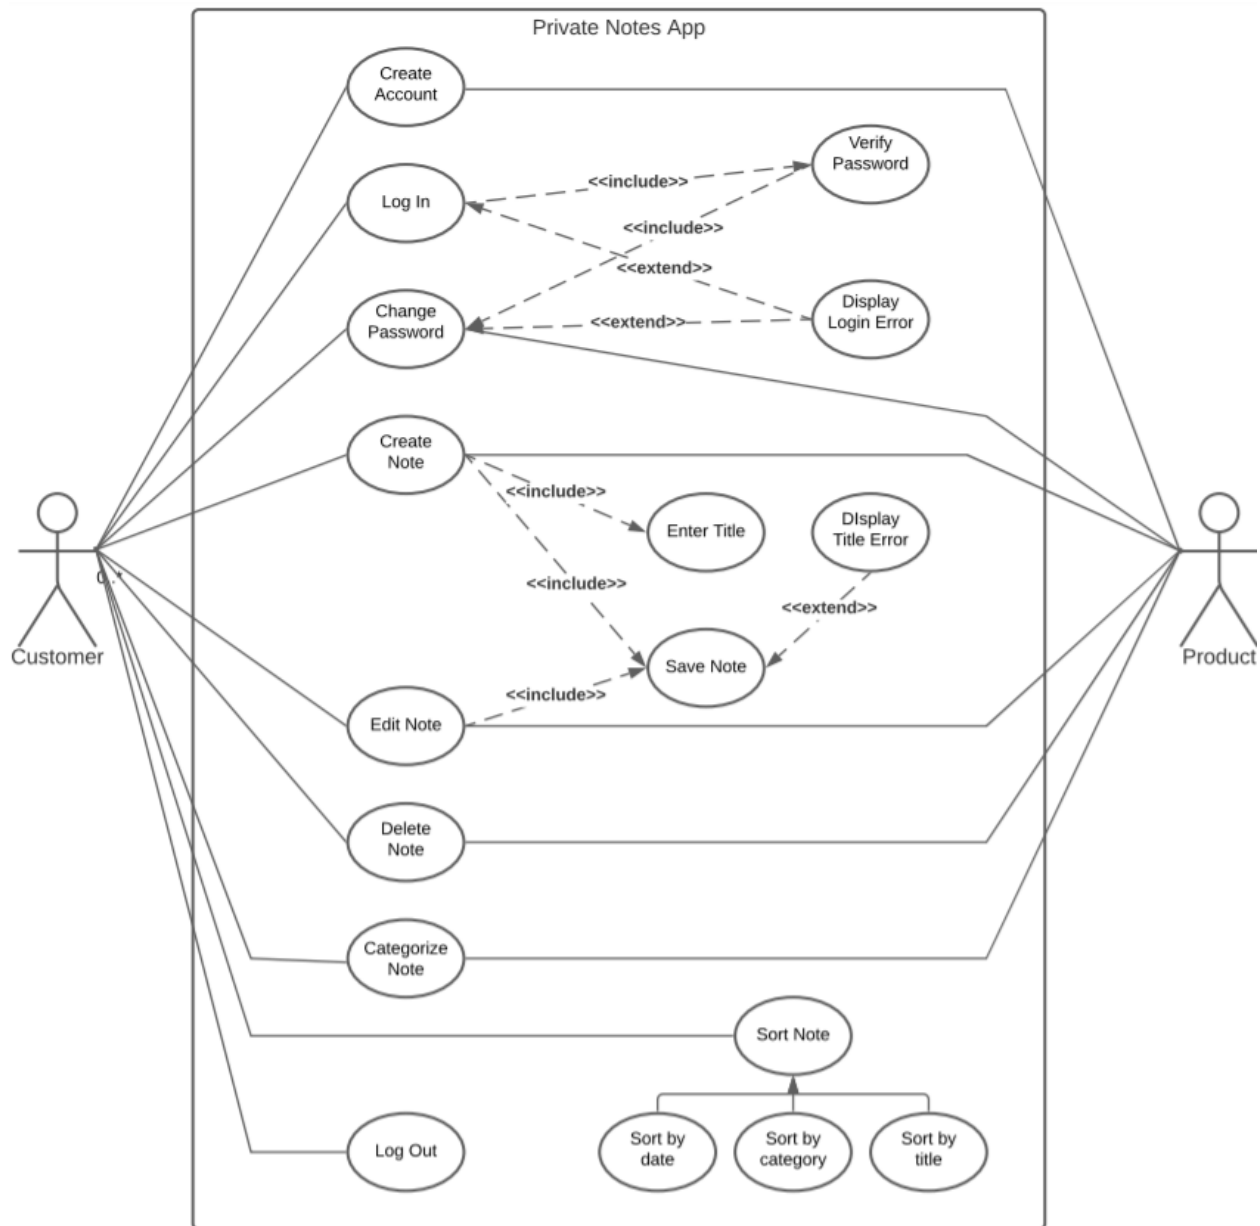 Private Notes App
Create
Account
Verify
Password
<<include>>
Log In
<<include>>
<<extend>>
Change
Password
<<extend>>
Display
Login Error
Create
Note
<<include>>
Enter Title
DIsplay
Title Error
<<include>>
<<extend>>
Customer
Product
Save Note
<<include>>
Edit Note
Delete
Note
Categorize
Note
Sort Note
Log Out
Sort by
date
Sort by
category
Sort by
title